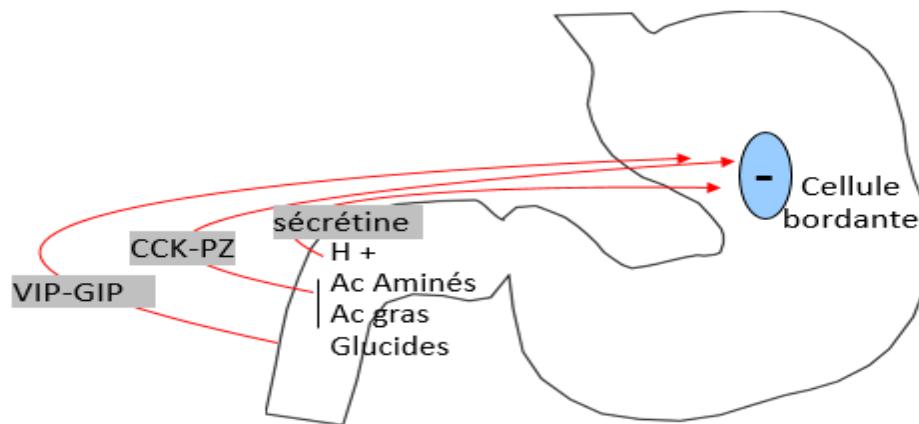 -
Cellule
bordante
sécrétine
CCK-PZ
H +
VIP-GIP
Ac Aminés
Ac gras
Glucides